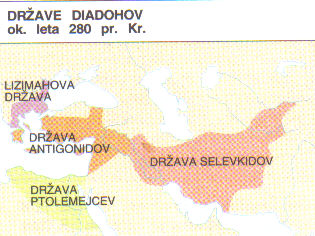 DRŽAVE DIADOHOV
ok. leta 280 pr. Kr.
LIZIMAHOVA
DRŽAVA
DRŽAVA
ANTIGONIDOV
DRŽAVA SELEVKIDOV
DRŽAVA
PTOLEMEJCEV